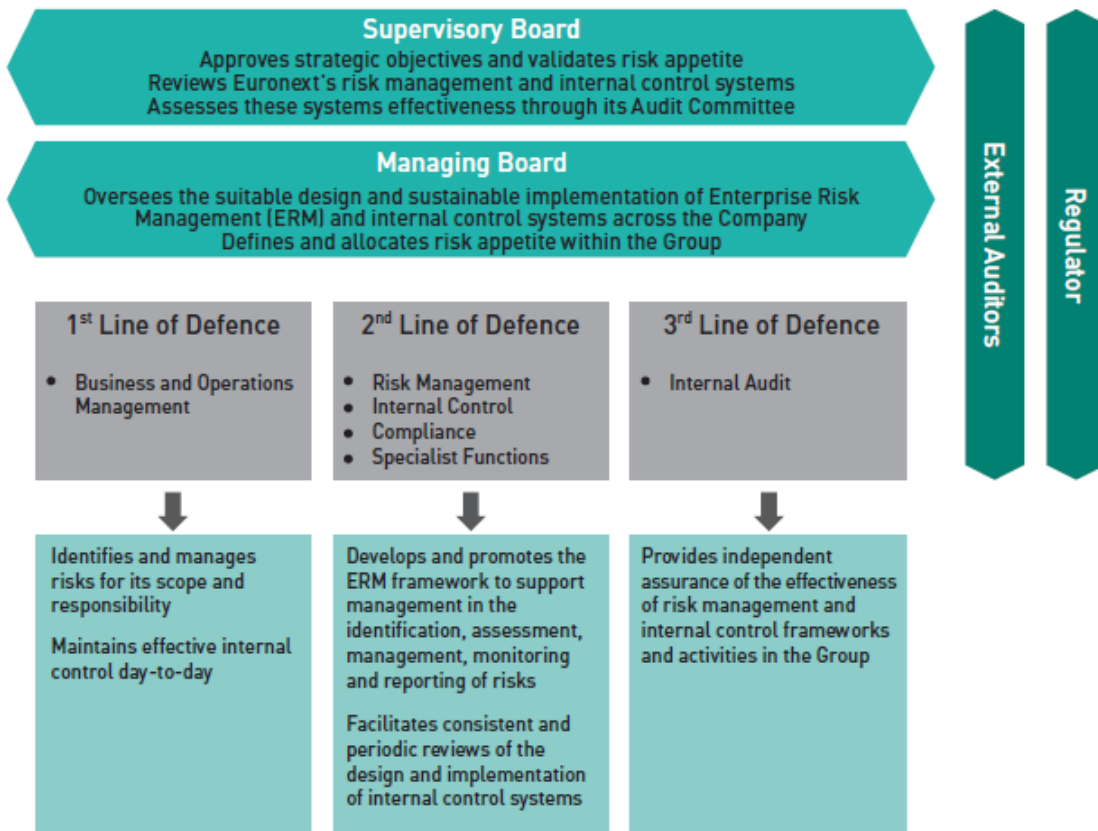 Supervisory Board
Approves strategic objectives and validates risk appetite
Reviews Euronext's risk management and internal control systems
Assesses these systems effectiveness through its Audit Committee
Managing Board
Oversees the suitable design and sustainable implementation of Enterprise Risk
Management (ERM) and internal control systems across the Company
Defines and allocates risk appetite within the Group
External Auditors
Regulator
1st Line of Defence
• Business and Operations
Management
2nd Line of Defence
• Risk Management
• Internal Control
• Compliance
• Specialist Functions
3rd Line of Defence
• Internal Audit
Identifies and manages
risks for its scope and
responsibility
Maintains effective internal
control day-to-day
Develops and promotes the
ERM framework to support
management in the
identification, assessment,
management, monitoring
and reporting of risks
Facilitates consistent and
periodic reviews of the
design and implementation
of internal control systems
Provides independent
assurance of the effectiveness
of risk management and
internal control frameworks
and activities in the Group